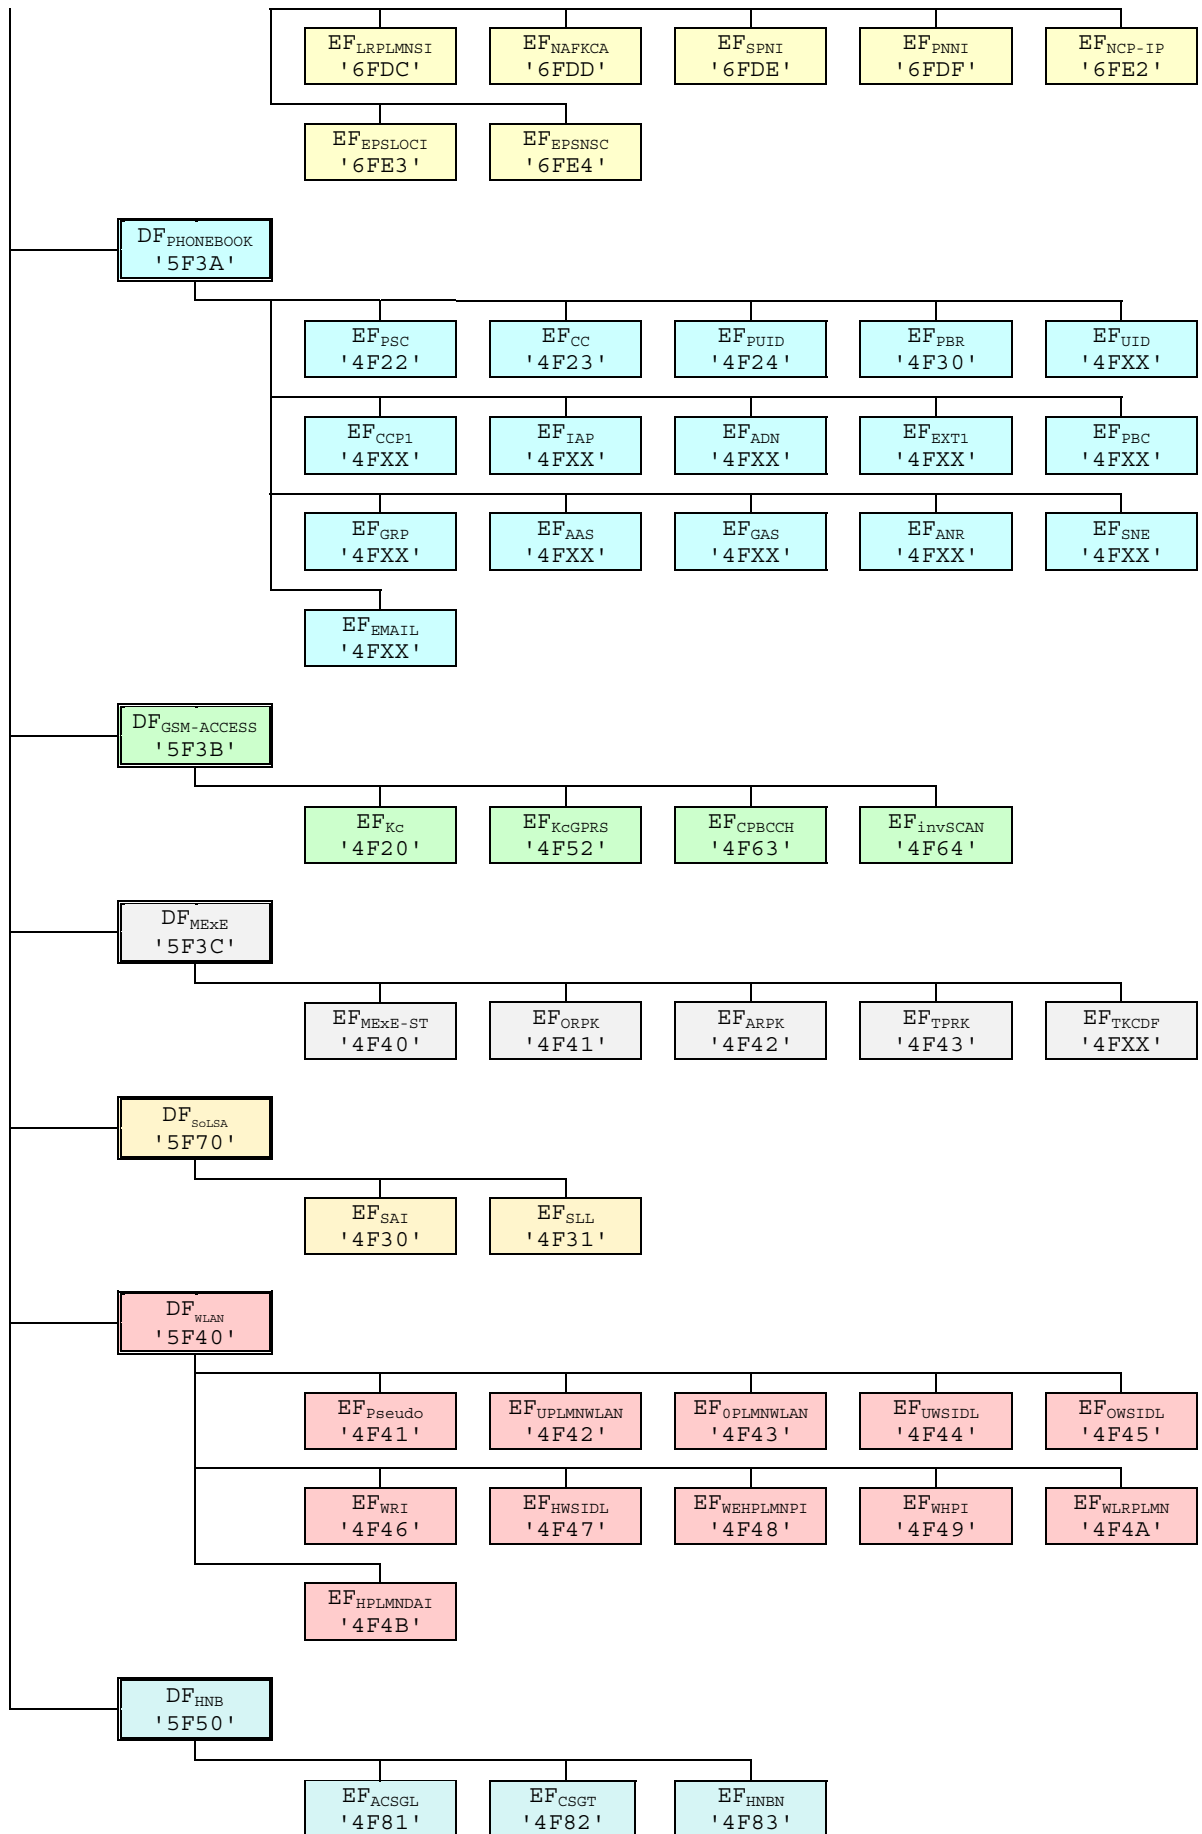 EFLRPLMNSI EFNAFKCA EFSPNI EFPNNI EFNCP-IP
'6FDC' '6FDD' '6FDE' '6FDF' '6FE2'
EFEPSLOCI EFEPSNSC
'6FE3' '6FE4'
DFPHONEBOOK
'5F3A'
EFPSC EFCC EFPUID EFPBR EFUID
'4F22' '4F23' '4F24' '4F30' '4FXX'
EFCCP1 EFIAP EFADN EFEXT1 EFPBC
'4FXX' '4FXX' '4FXX' '4FXX' '4FXX'
EFGRP EFAAS EFGAS EFANR EFSNE
'4FXX' '4FXX' '4FXX' '4FXX' '4FXX'
EFEMAIL
'4FXX'
DFGSM-ACCESS
'5F3B'
EFKc EFKcGPRS EFCPBCCH EFinvSCAN
'4F20' '4F52' '4F63' '4F64'
DFMExE
'5F3C'
EFMExE-ST EFORPK EFARPK EFTPRK EFTKCDF
'4F40' '4F41' '4F42' '4F43' '4FXX'
DFSoLSA
'5F70'
EFSAI EFSLL
'4F30' '4F31'
DFWLAN
'5F40'
EFPseudo EFUPLMNWLAN EF0PLMNWLAN EFUWSIDL EFOWSIDL
'4F41' '4F42' '4F43' '4F44' '4F45'
EFWRI EFHWSIDL EFWEHPLMNPI EFWHPI EFWLRPLMN
'4F46' '4F47' '4F48' '4F49' '4F4A'
EFHPLMNDAI
'4F4B'
DFHNB
'5F50'
EFACSGL EFCSGT EFHNBN
'4F81' '4F82' '4F83'